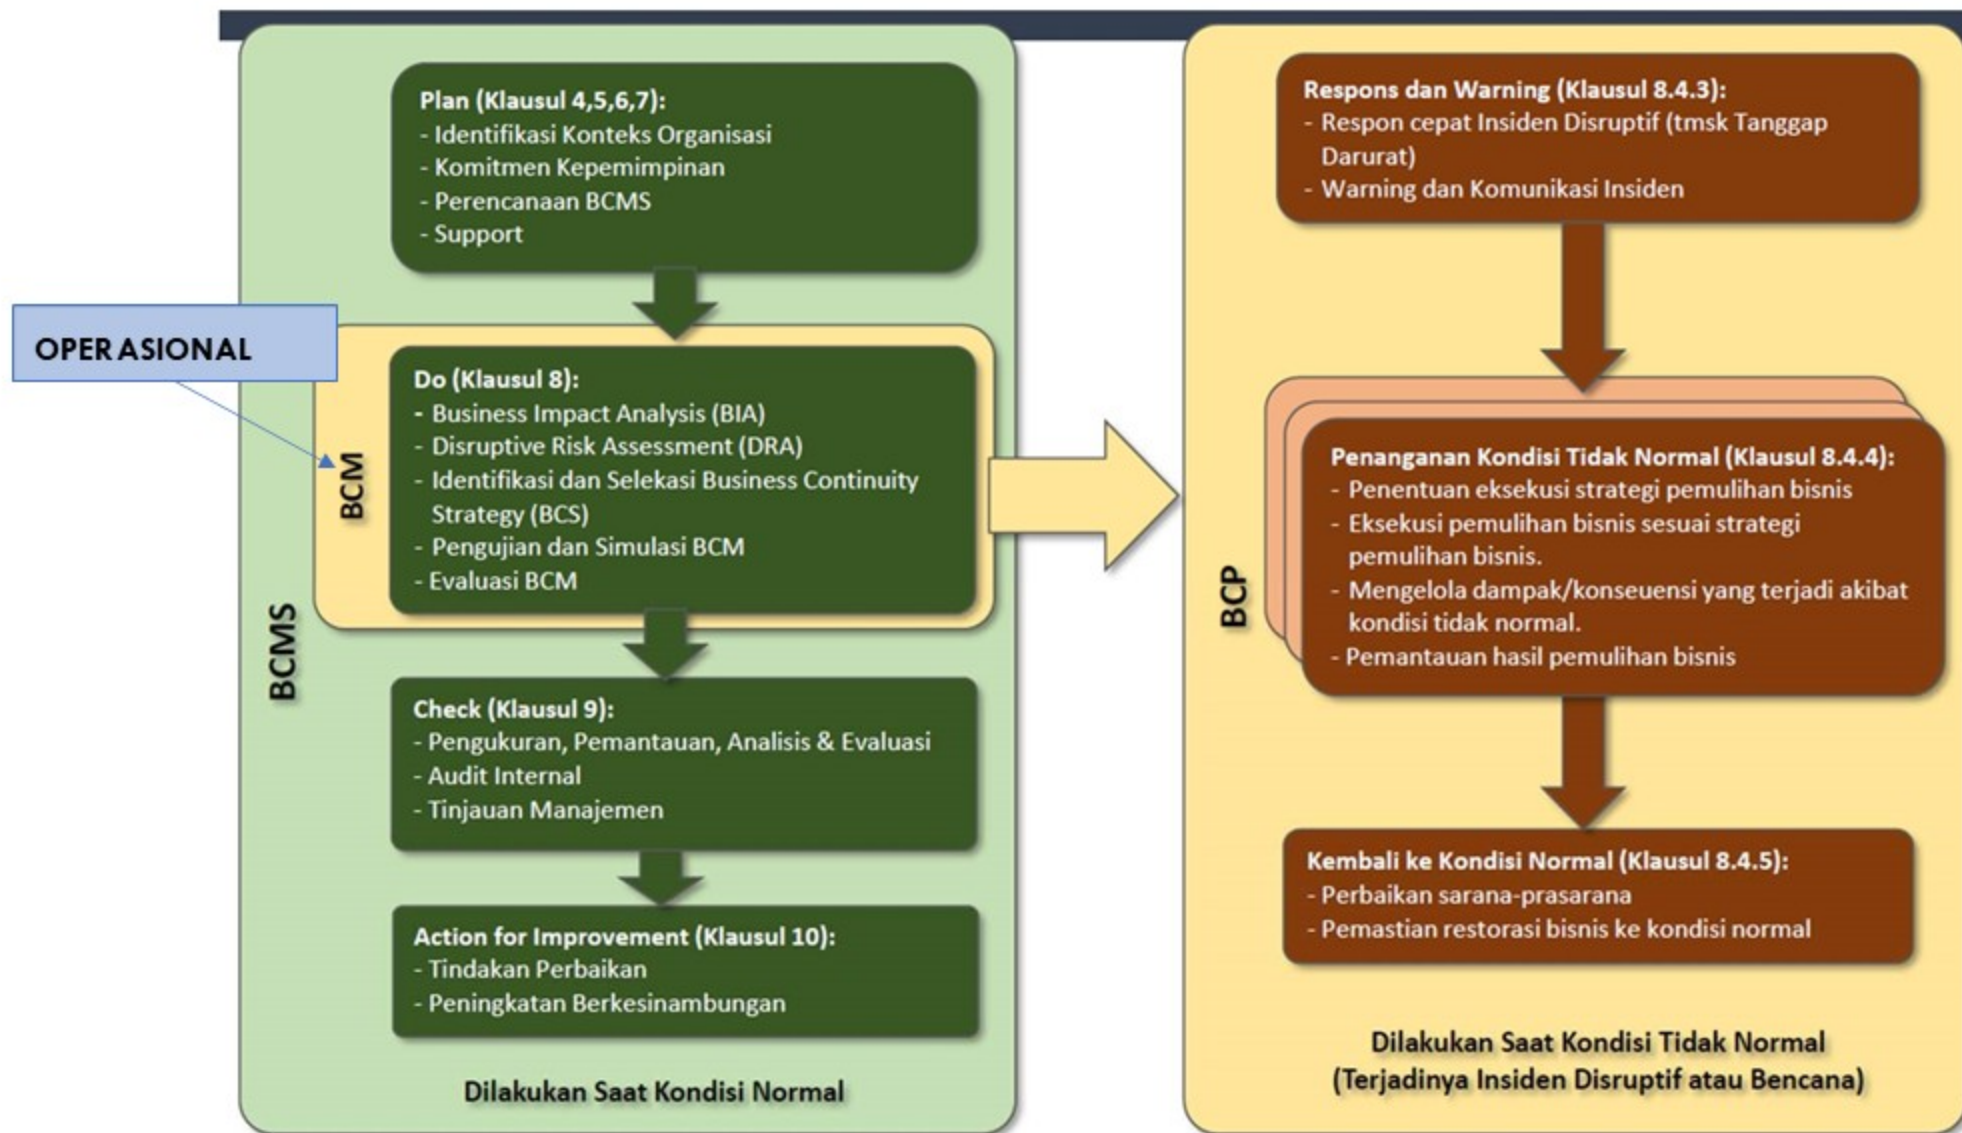 Plan (Klausul 4,5,6,7):
- Identifikasi Konteks Organisasi
- Komitmen Kepemimpinan
- Perencanaan BCMS
- Support
OPERASIONAL
BCM
Do (Klausul 8):
- Business Impact Analysis (BIA)
- Disruptive Risk Assessment (DRA)
- Identifikasi dan Selekasi Business Continuity
Strategy (BCS)
- Pengujian dan Simulasi BCM
- Evaluasi BCM
BCMS
Check (Klausul 9):
- Pengukuran, Pemantauan, Analisis & Evaluasi
- Audit Internal
- Tinjauan Manajemen
Action for Improvement (Klausul 10):
- Tindakan Perbaikan
- Peningkatan Berkesinambungan
Dilakukan Saat Kondisi Normal
Respons dan Warning (Klausul 8.4.3):
- Respon cepat Insiden Disruptif (tmsk Tanggap
Darurat)
- Warning dan Komunikasi Insiden
BCP
Penanganan Kondisi Tidak Normal (Klausul 8.4.4):
- Penentuan eksekusi strategi pemulihan bisnis
- Eksekusi pemulihan bisnis sesuai strategi
pemulihan bisnis.
- Mengelola dampak/konseuensi yang terjadi akibat
kondisi tidak normal.
- Pemantauan hasil pemulihan bisnis
Kembali ke Kondisi Normal (Klausul 8.4.5):
- Perbaikan sarana-prasarana
- Pemastian restorasi bisnis ke kondisi normal
Dilakukan Saat Kondisi Tidak Normal
(Terjadinya Insiden Disruptif atau Bencana)